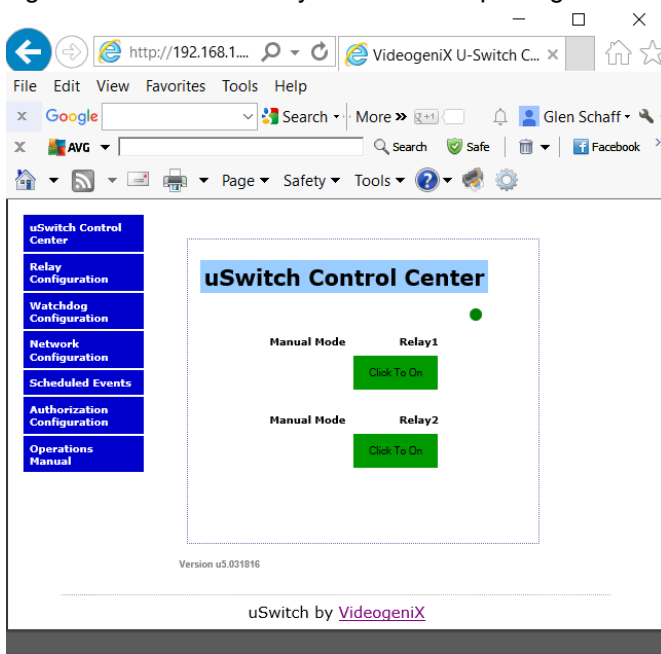 http://192.168.1....
VideogeniX U-Switch C...
File Edit View Favorites Tools Help
x Google Search More » g+1 Glen Schaff
X AVG Search Safe Facebook
Page Safety Tools
uSwitch Control
Center
Relay
Configuration
Watchdog
Configuration
Network
Configuration
Scheduled Events
Authorization
Configuration
Operations
Manual
uSwitch Control Center
Manual Mode Relay1
Click To On
Manual Mode Relay2
Click To On
Version u5.031816
uSwitch by VideogeniX